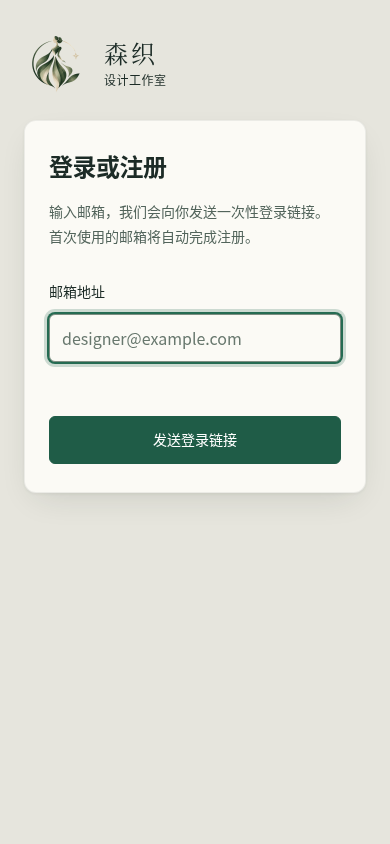 森织
设计工作室
登录或注册
输入邮箱，我们会向你发送一次性登录链接。
首次使用的邮箱将自动完成注册。
邮箱地址
designer@example.com
发送登录链接